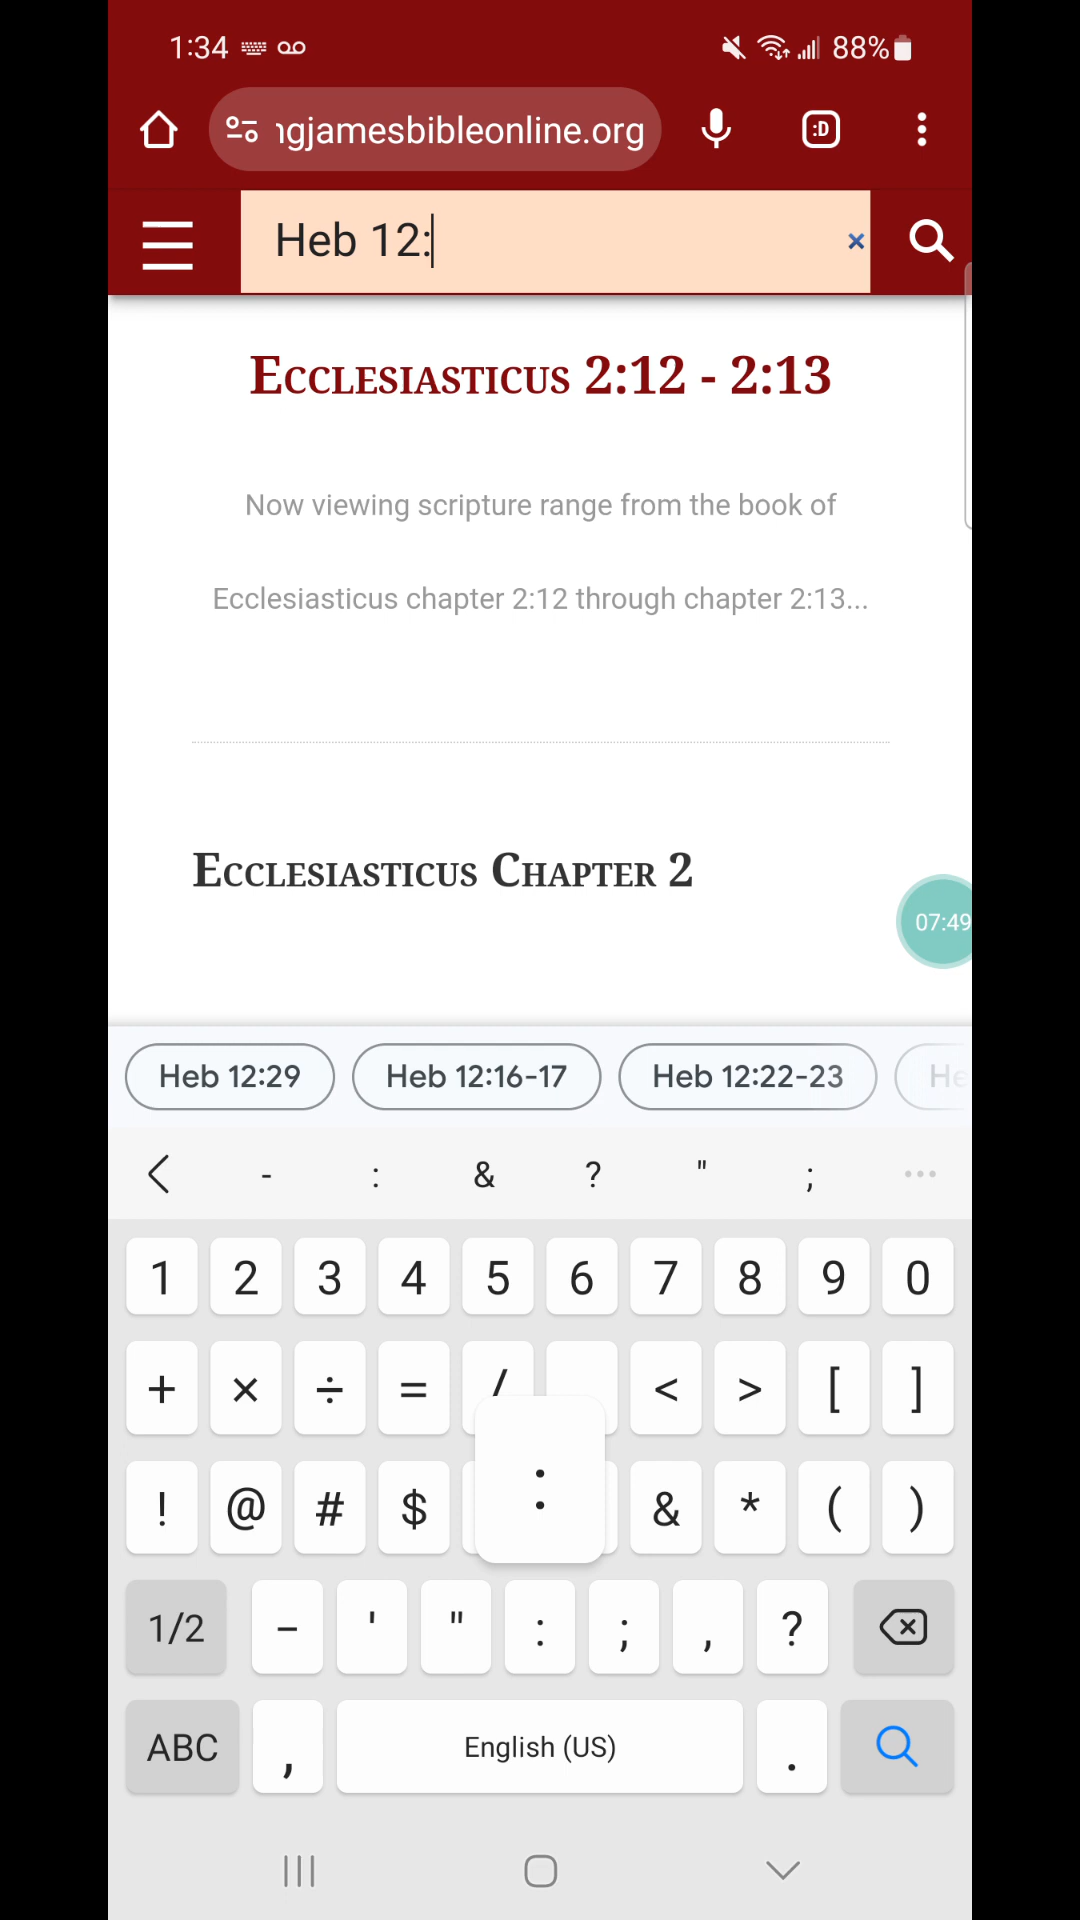 1:34 88%
ngjamesbibleonline.org :D
Heb 12: ×
Ecclesiasticus 2:12 - 2:13
Now viewing scripture range from the book of
Ecclesiasticus chapter 2:12 through chapter 2:13...
Ecclesiasticus Chapter 2
07:49
Heb 12:29 Heb 12:16-17 Heb 12:22-23 He
- : & ? " ; ...
1 2 3 4 5 6 7 8 9 0
+ × ÷ = / < > [ ]
! @ # $ : & * ( )
1/2 - ' " : ; , ?
ABC , English (US) .